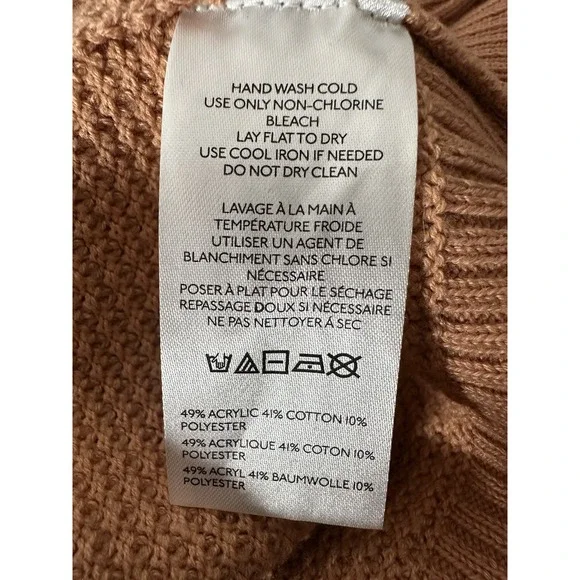 HAND WASH COLD
USE ONLY NON-CHLORINE
BLEACH
LAY FLAT TO DRY
USE COOL IRON IF NEEDED
DO NOT DRY CLEAN
LAVAGE À LA MAIN À
TEMPÉRATURE FROIDE
UTILISER UN AGENT DE
BLANCHIMENT SANS CHLORE SI
NÉCESSAIRE
POSER À PLAT POUR LE SÉCHAGE
REPASSAGE DOUX SI NÉCESSAIRE
NE PAS NETTOYER À SEC
49% ACRYLIC 41% COTTON 10%
POLYESTER
49% ACRYLIQUE 41% COTON 10%
POLYESTER
49% ACRYL 41% BAUMWOLLE 10%
POLYESTER